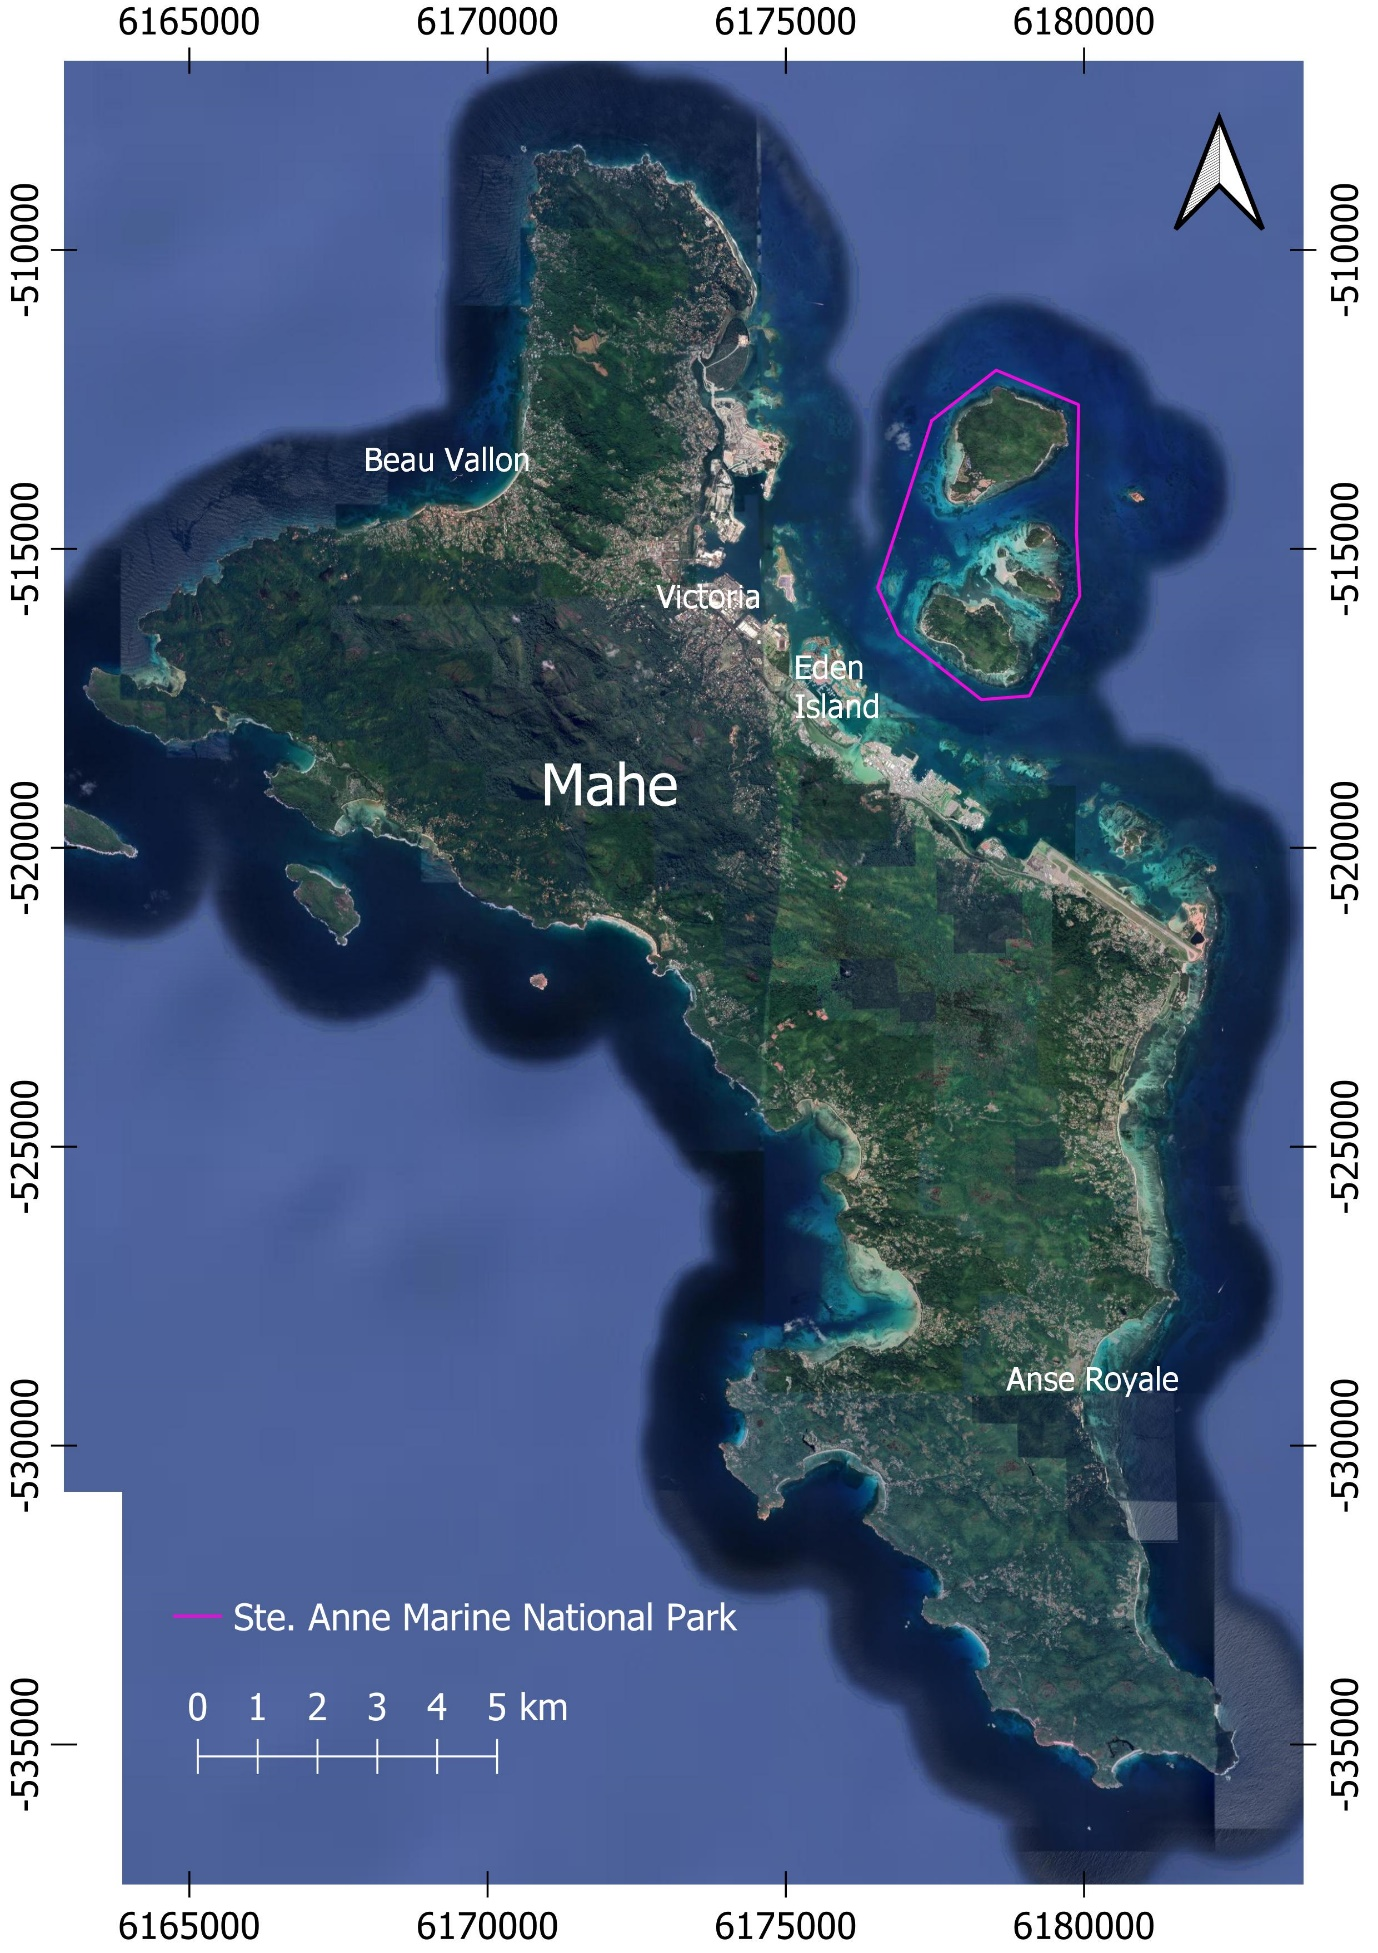 6165000 6170000 6175000 6180000
-510000 -510000
Beau Vallon
-515000 -515000
Victoria
Eden
Island
Mahe
-520000 -520000
-525000 -525000
Anse Royale
-530000 -530000
Ste. Anne Marine National Park
0 1 2 3 4 5 km
-535000 -535000
6165000 6170000 6175000 6180000